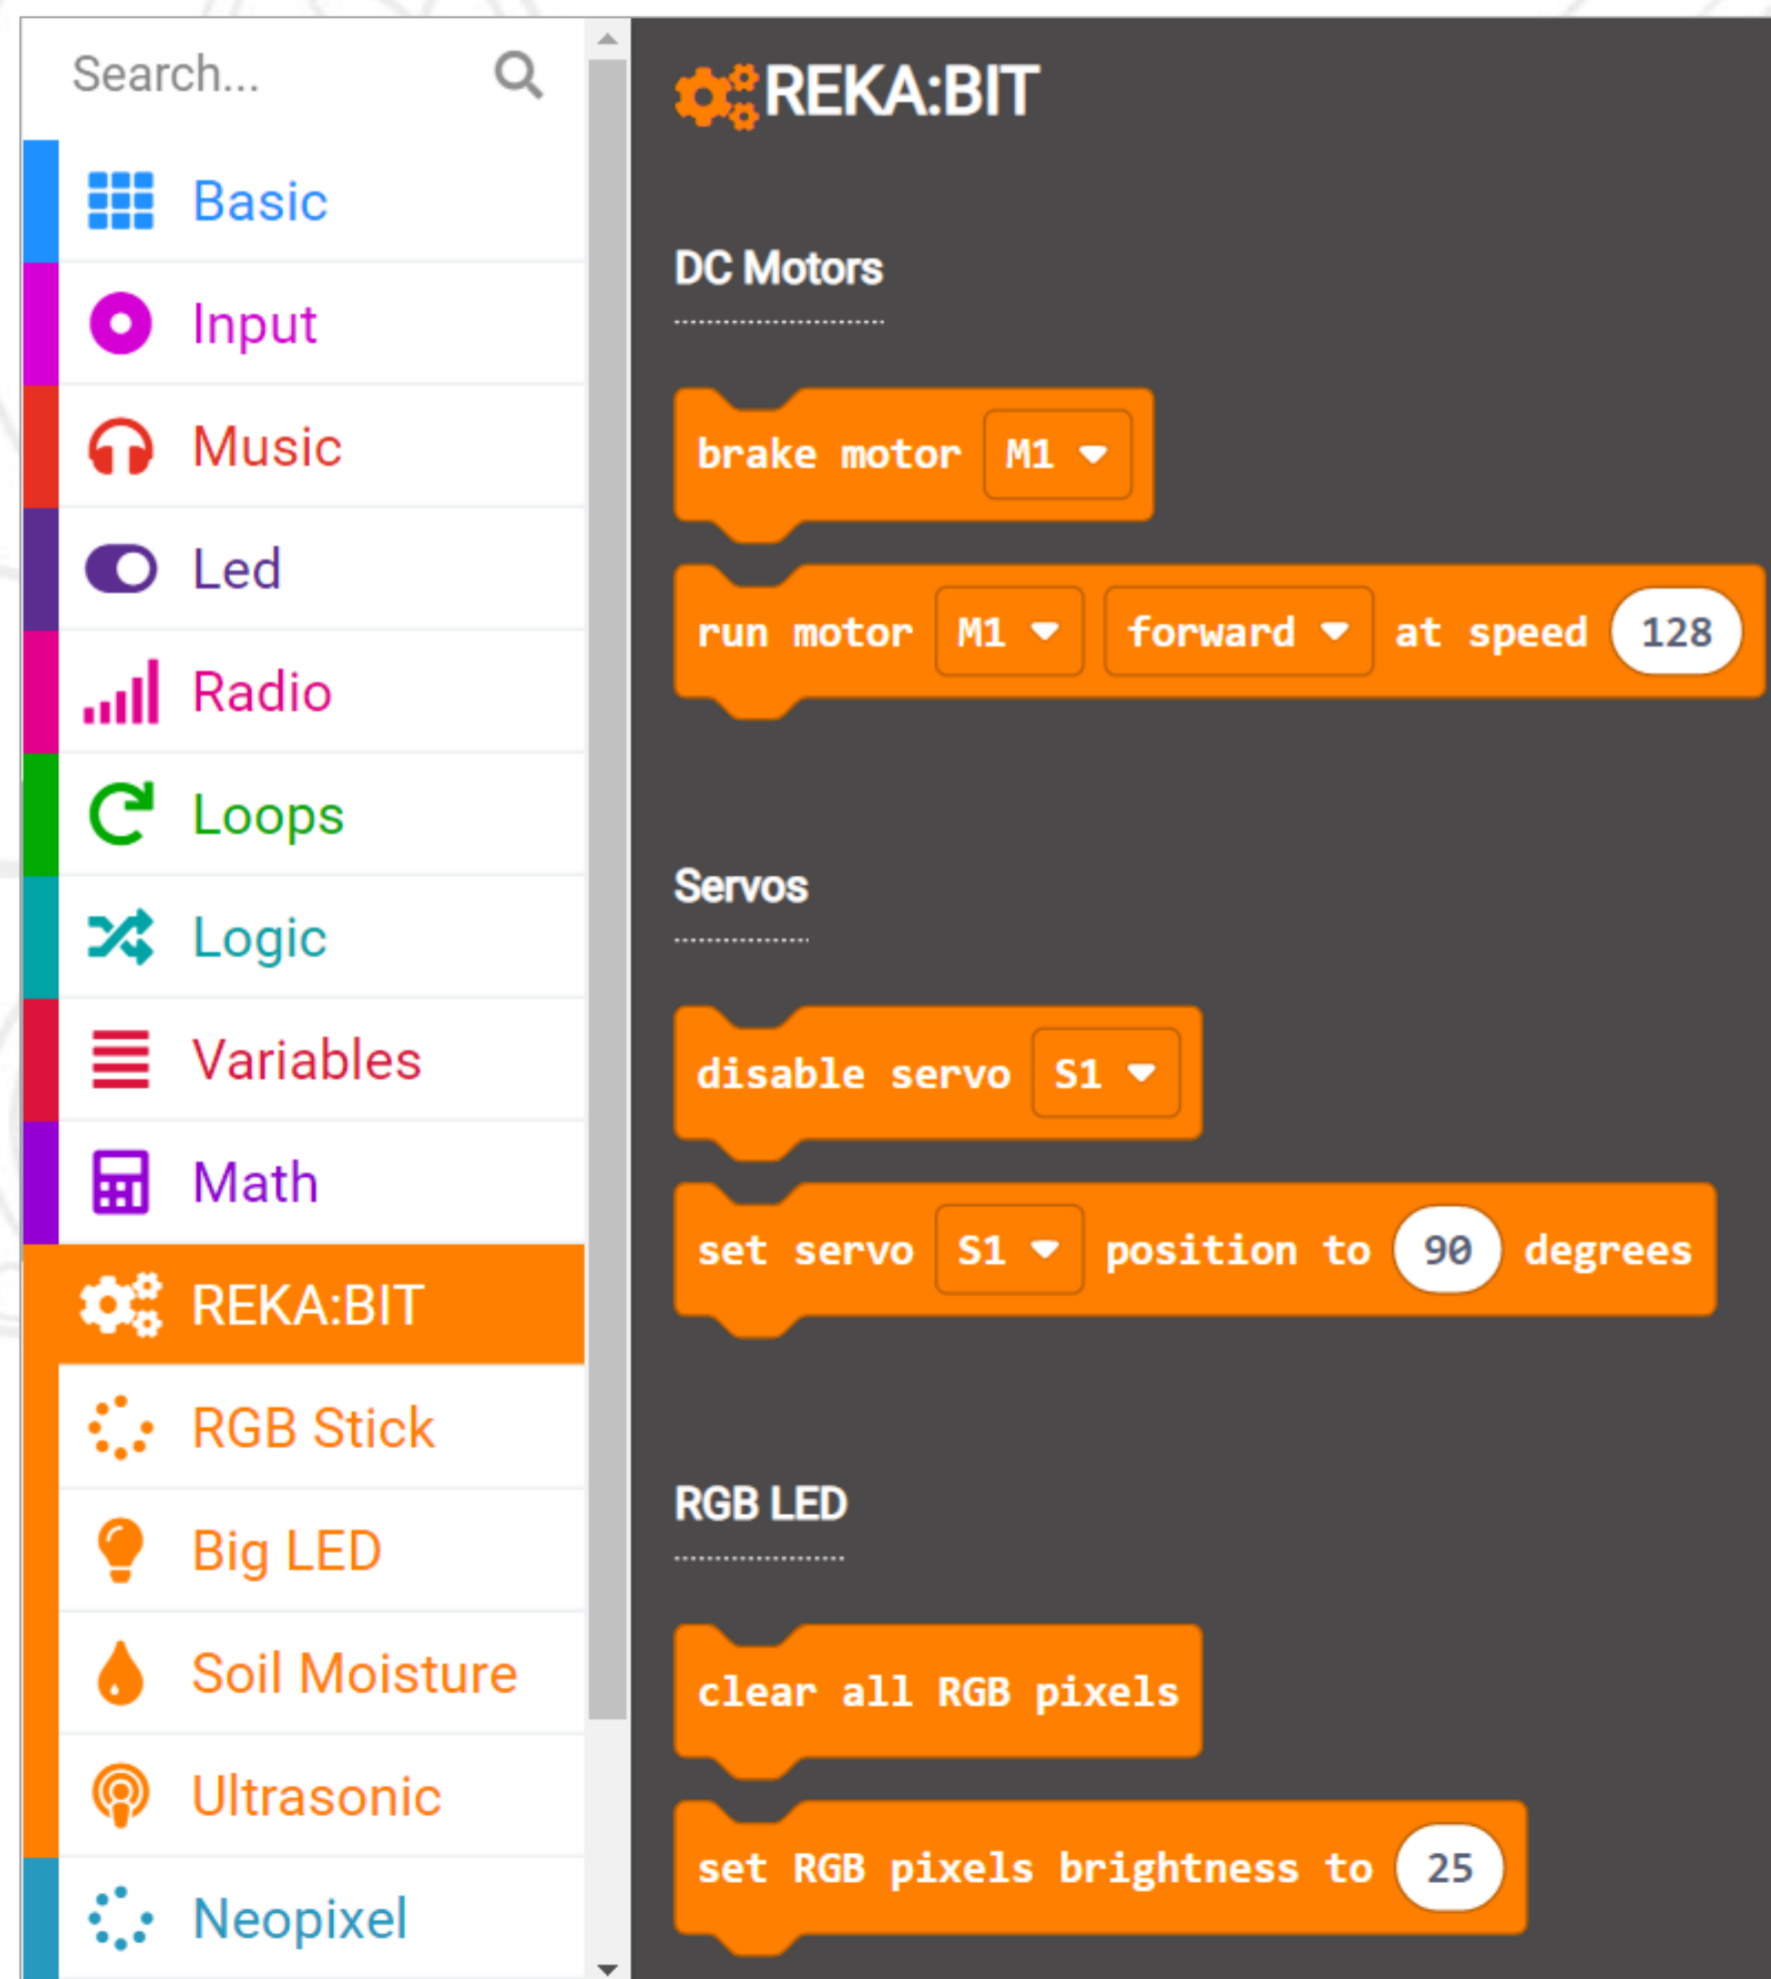 Search...
Basic
Input
Music
Led
Radio
Loops
Logic
Variables
Math
REKA:BIT
RGB Stick
Big LED
Soil Moisture
Ultrasonic
Neopixel
REKA:BIT
DC Motors
brake motor M1
run motor M1 forward at speed 128
Servos
disable servo S1
set servo S1 position to 90 degrees
RGB LED
clear all RGB pixels
set RGB pixels brightness to 25